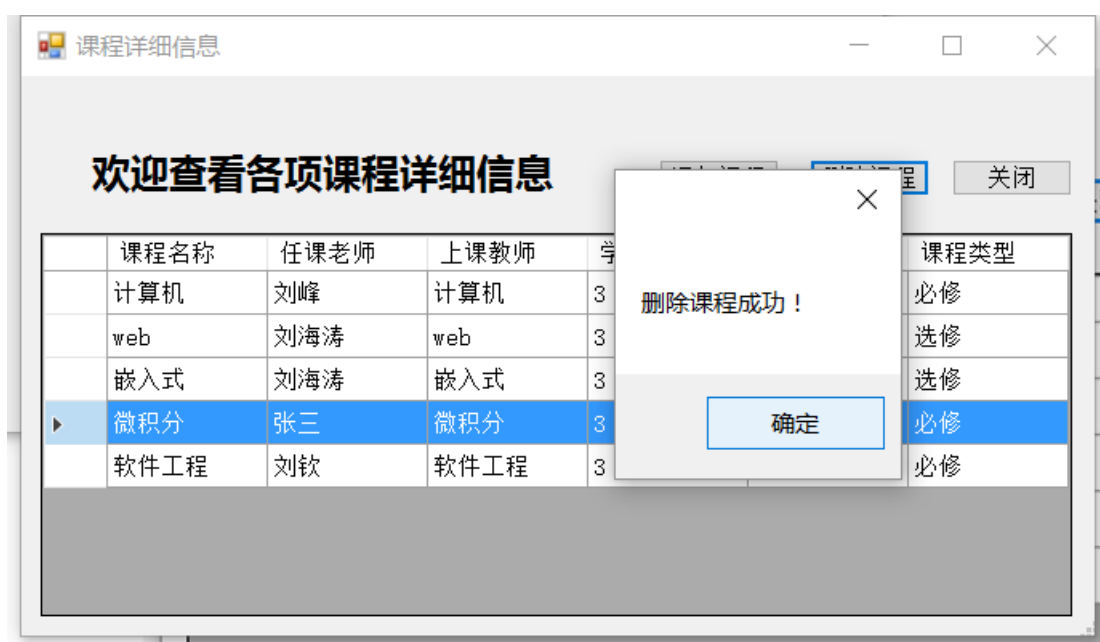 课程详细信息
欢迎查看各项课程详细信息 程 关闭
课程名称 任课老师 上课教师 学 课程类型
计算机 刘峰 计算机 3 必修
web 刘海涛 web 3 选修
嵌入式 刘海涛 嵌入式 3 选修
微积分 张三 微积分 3 必修
软件工程 刘钦 软件工程 3 必修
删除课程成功！
确定